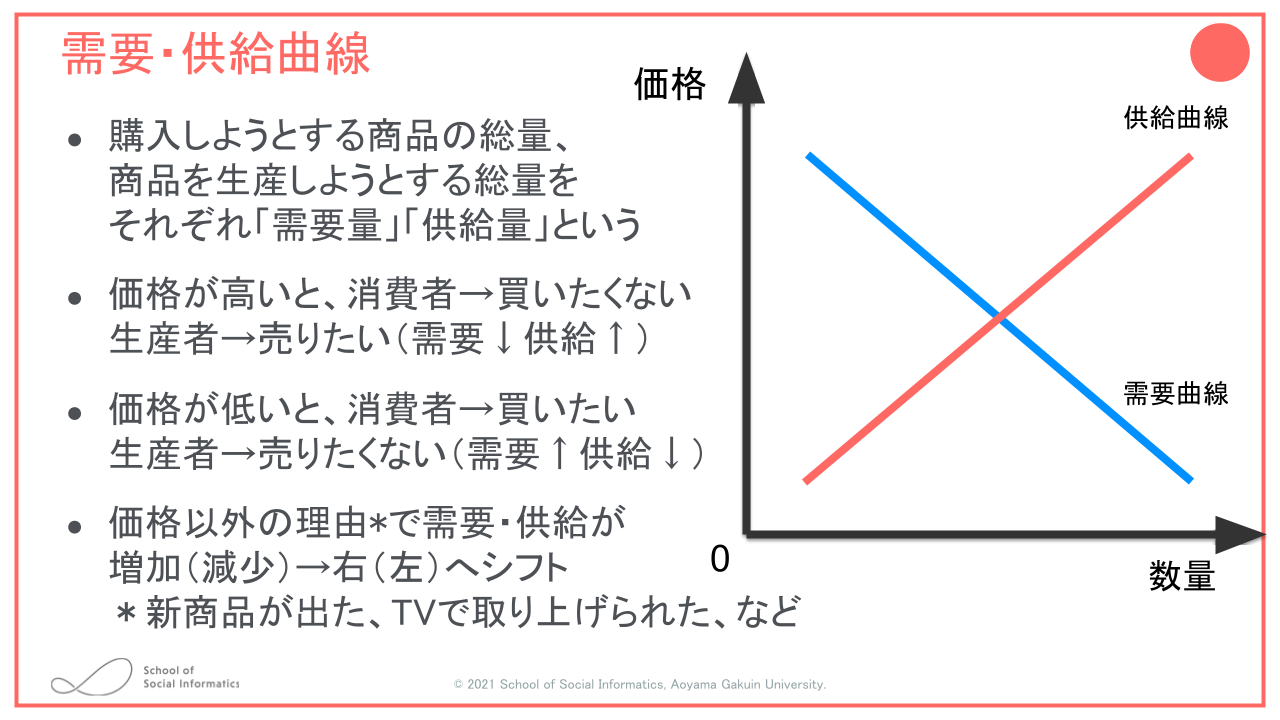 需要・供給曲線
● 購入しようとする商品の総量、
商品を生産しようとする総量を
それぞれ「需要量」「供給量」という
● 価格が高いと、消費者→買いたくない
生産者→売りたい（需要↓供給↑）
● 価格が低いと、消費者→買いたい
生産者→売りたくない（需要↑供給↓）
● 価格以外の理由*で需要・供給が
増加（減少）→右（左）へシフト
＊新商品が出た、TVで取り上げられた、など
価格
供給曲線
需要曲線
0
数量
School of
Social Informatics
© 2021 School of Social Informatics, Aoyama Gakuin University.